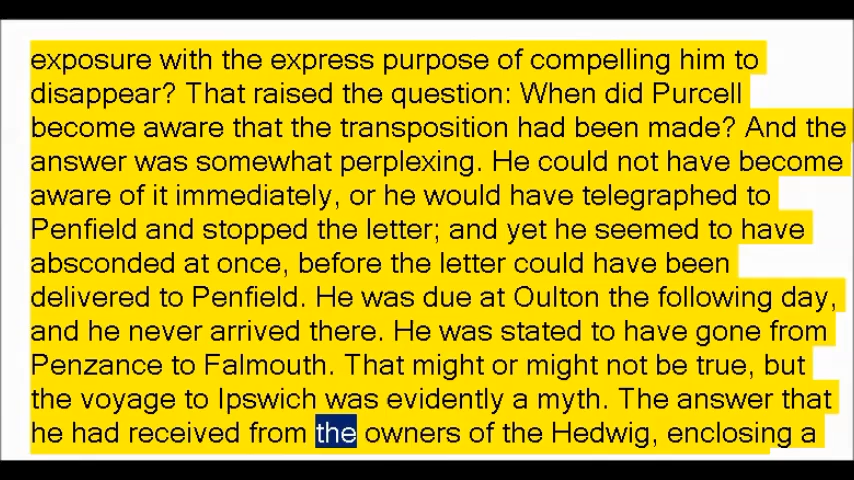 exposure with the express purpose of compelling him to
disappear? That raised the question: When did Purcell
become aware that the transposition had been made? And the
answer was somewhat perplexing. He could not have become
aware of it immediately, or he would have telegraphed to
Penfield and stopped the letter; and yet he seemed to have
absconded at once, before the letter could have been
delivered to Penfield. He was due at Oulton the following day,
and he never arrived there. He was stated to have gone from
Penzance to Falmouth. That might or might not be true, but
the voyage to Ipswich was evidently a myth. The answer that
he had received from the owners of the Hedwig, enclosing a